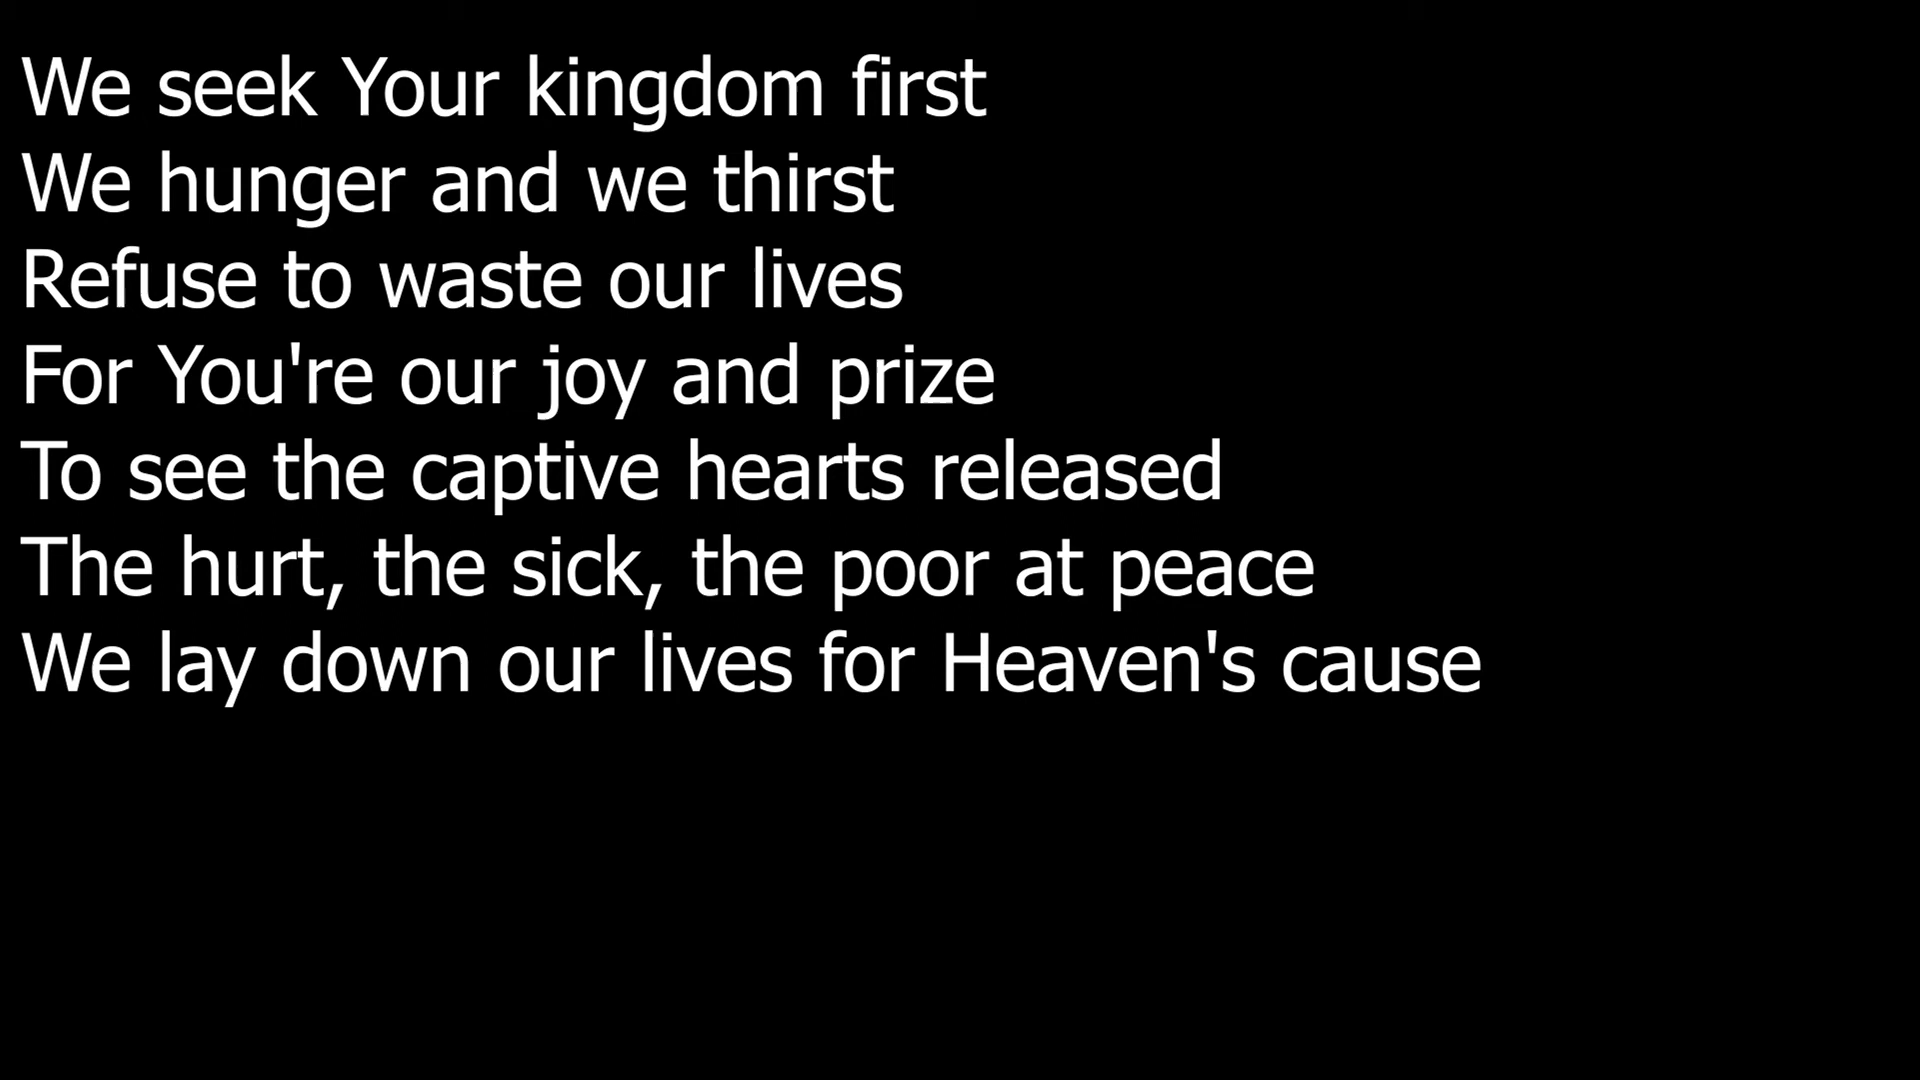 We seek Your kingdom first
We hunger and we thirst
Refuse to waste our lives
For You're our joy and prize
To see the captive hearts released
The hurt, the sick, the poor at peace
We lay down our lives for Heaven's cause